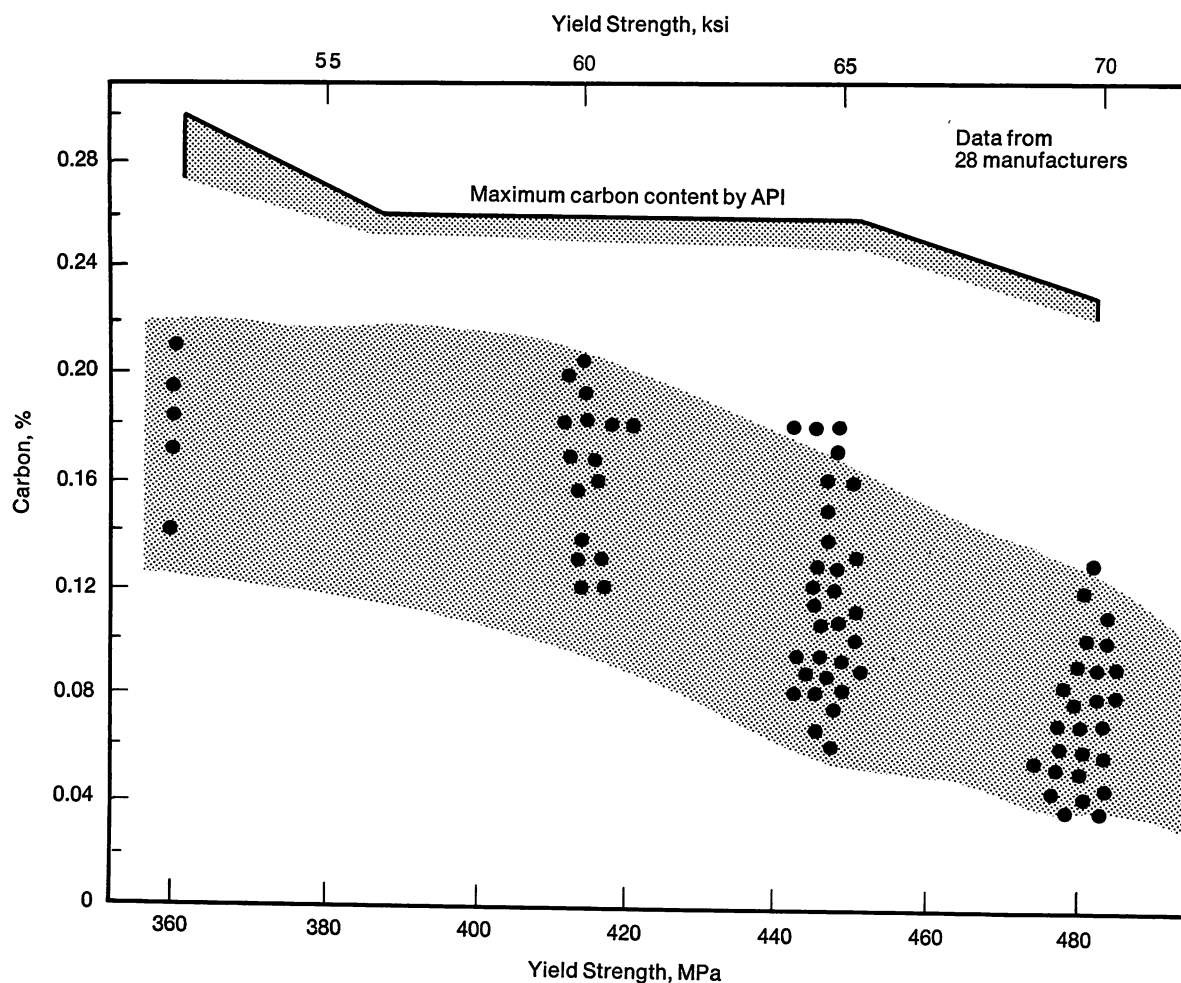 Yield Strength, ksi
55 60 65 70
Data from
28 manufacturers
Maximum carbon content by API
0.28
0.24
0.20
0.16
0.12
0.08
0.04
0
Carbon, %
360 380 400 420 440 460 480
Yield Strength, MPa